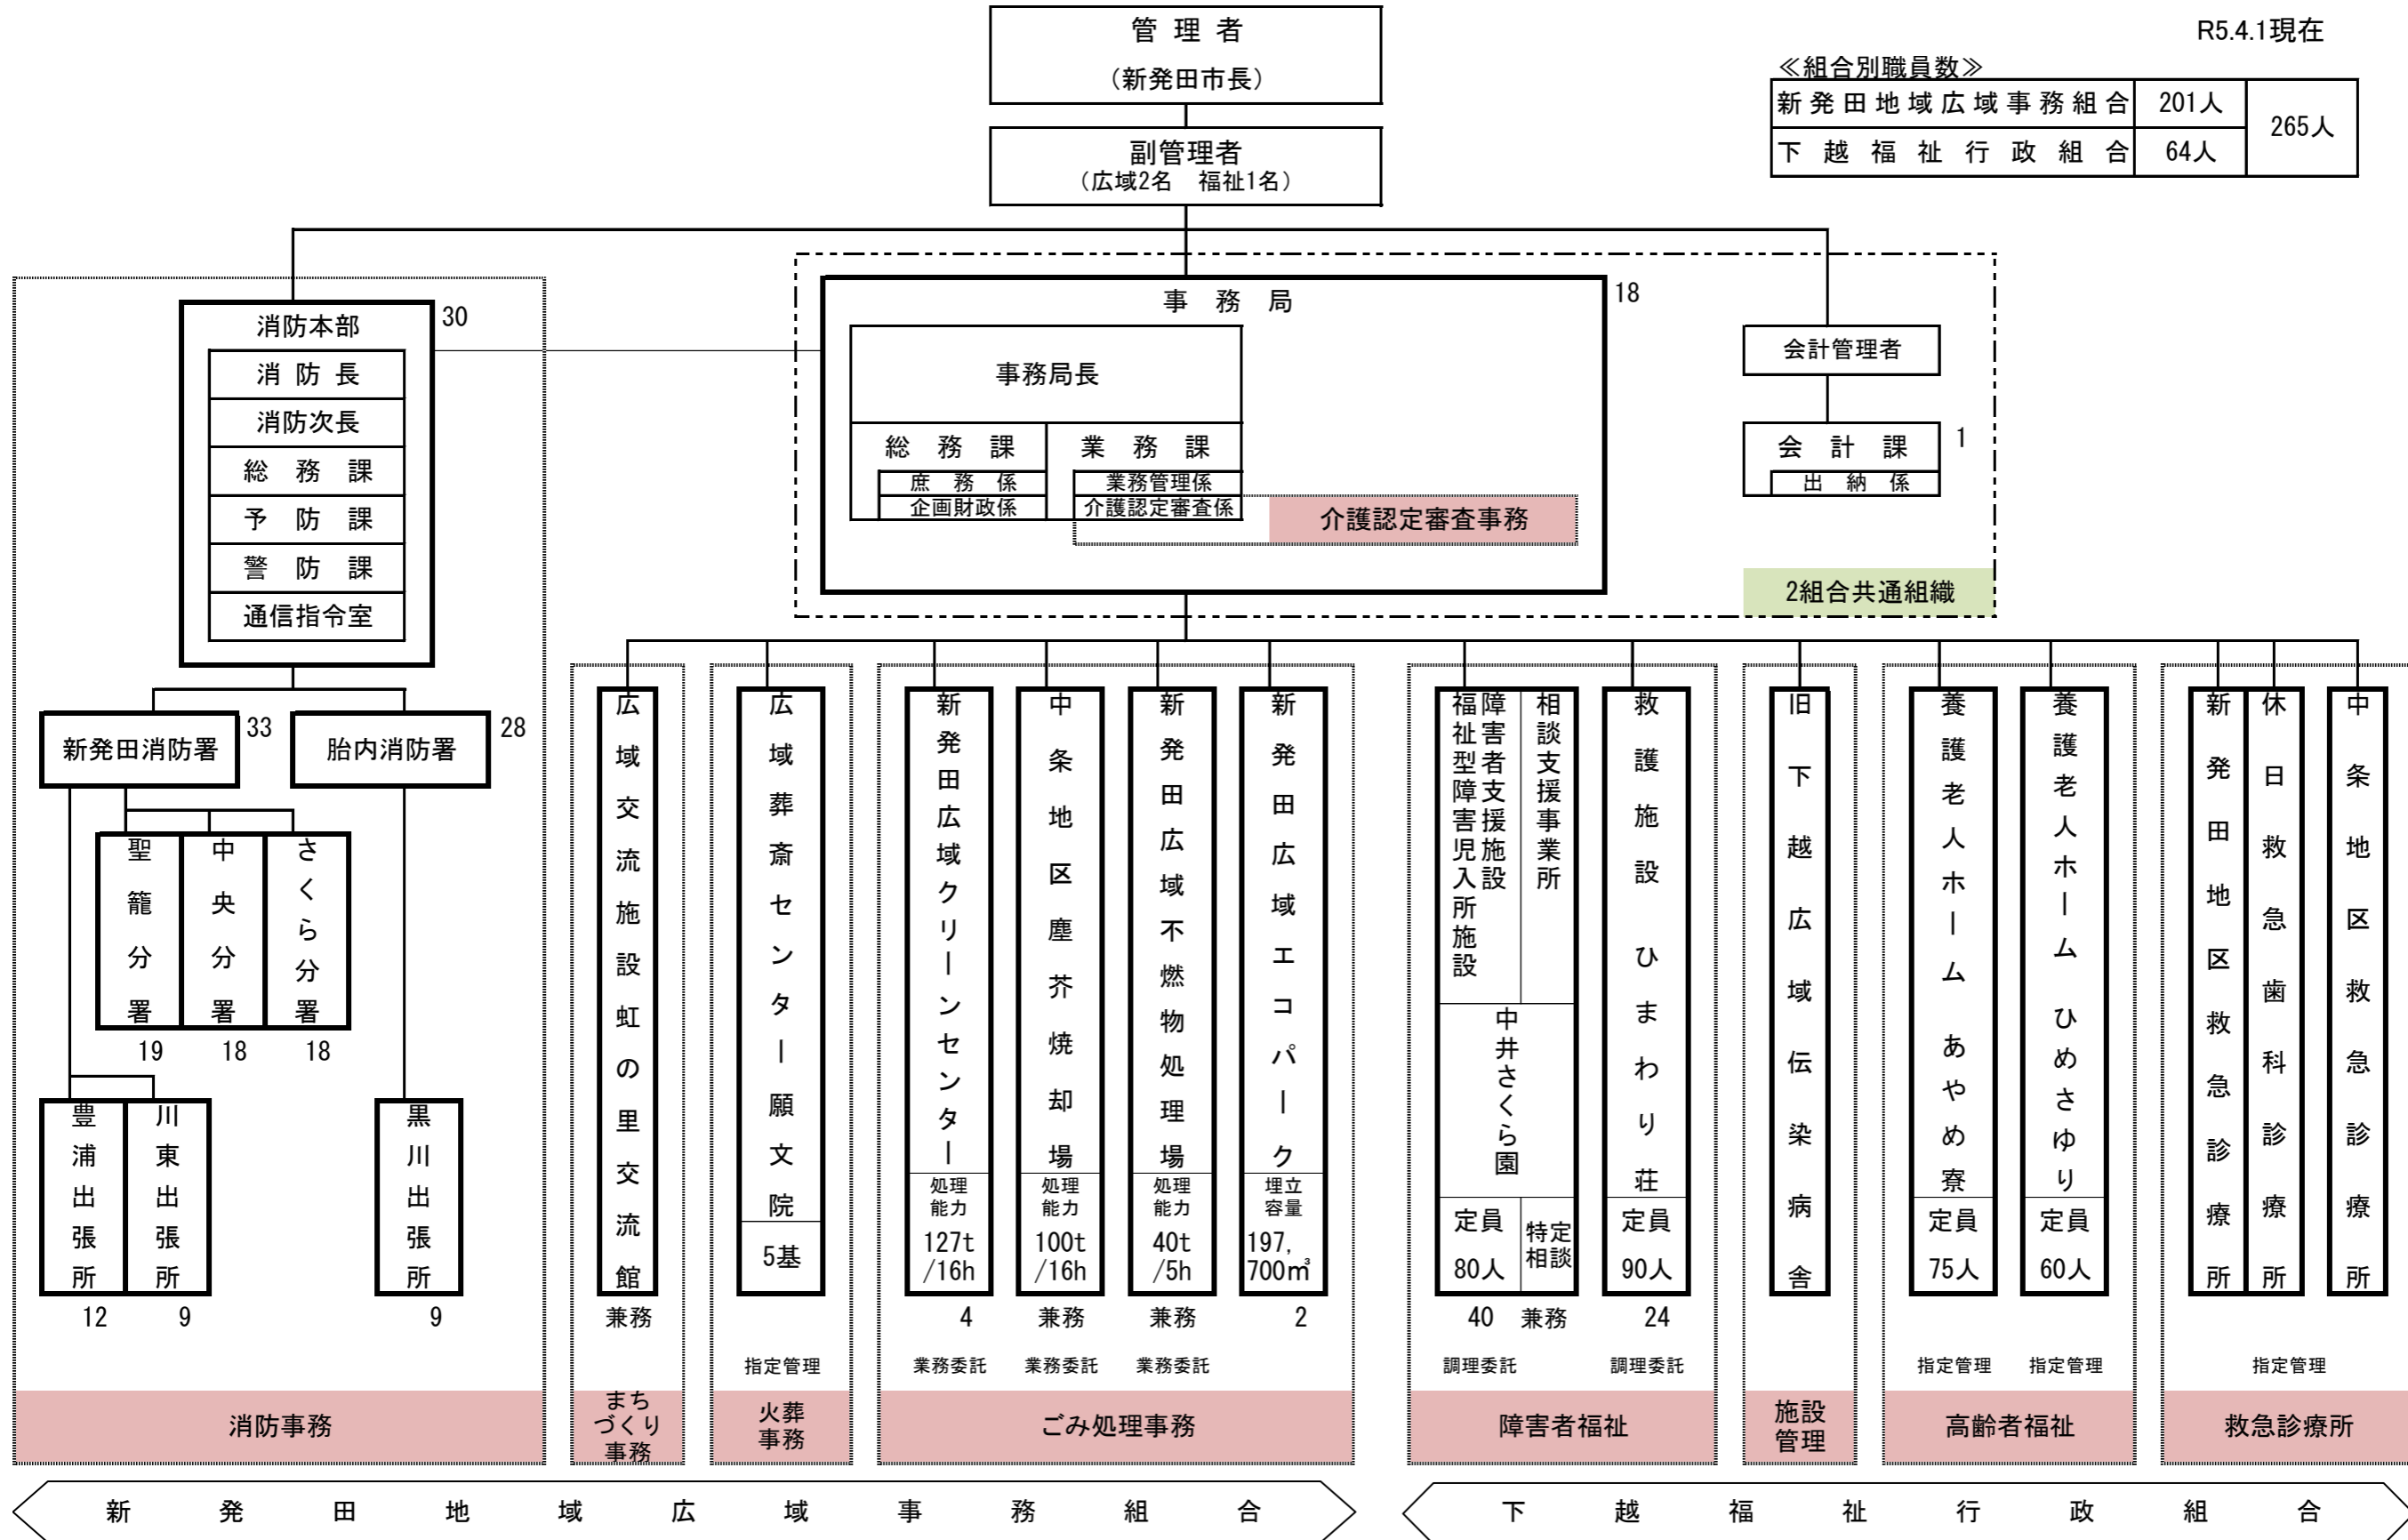 R5.4.1現在
管理者
(新発田市長)
副管理者
(広域2名 福祉1名)
≪組合別職員数≫
新発田地域広域事務組合 201人
下越福祉行政組合 64人
265人
消防本部 30
消防長
消防次長
総務課
予防課
警防課
通信指令室
事務局 18
事務局長
総務課
庶務係
企画財政係
業務課
業務管理係
介護認定審査係
介護認定審査事務
会計管理者
会計課 1
出納係
2組合共通組織
新発田消防署 33
胎内消防署 28
聖籠分署
19
中央分署
18
さくら分署
18
豊浦出張所
12
川東出張所
9
黒川出張所
9
消防事務
広域交流施設虹の里交流館
兼務
まち
づくり
事務
広域葬斎センター願文院
5基
指定管理
火葬
事務
新発田広域クリーンセンター
処理
能力
127t
/16h
4
業務委託
中条地区塵芥焼却場
処理
能力
100t
/16h
兼務
業務委託
新発田広域不燃物処理場
処理
能力
40t
/5h
兼務
業務委託
新発田広域エコパーク
埋立
容量
197,
700㎥
2
ごみ処理事務
障害者支援施設
福祉型障害児入所施設
相談支援事業所
中井さくら園
定員
80人
特定
相談
40 兼務
調理委託
救護施設 ひまわり荘
定員
90人
24
調理委託
障害者福祉
旧下越広域伝染病舎
施設
管理
養護老人ホーム あやめ寮
定員
75人
指定管理
養護老人ホーム ひめさゆり
定員
60人
指定管理
高齢者福祉
新発田地区救急診療所
休日救急歯科診療所
中条地区救急診療所
指定管理
救急診療所
新発田地域広域事務組合
下越福祉行政組合